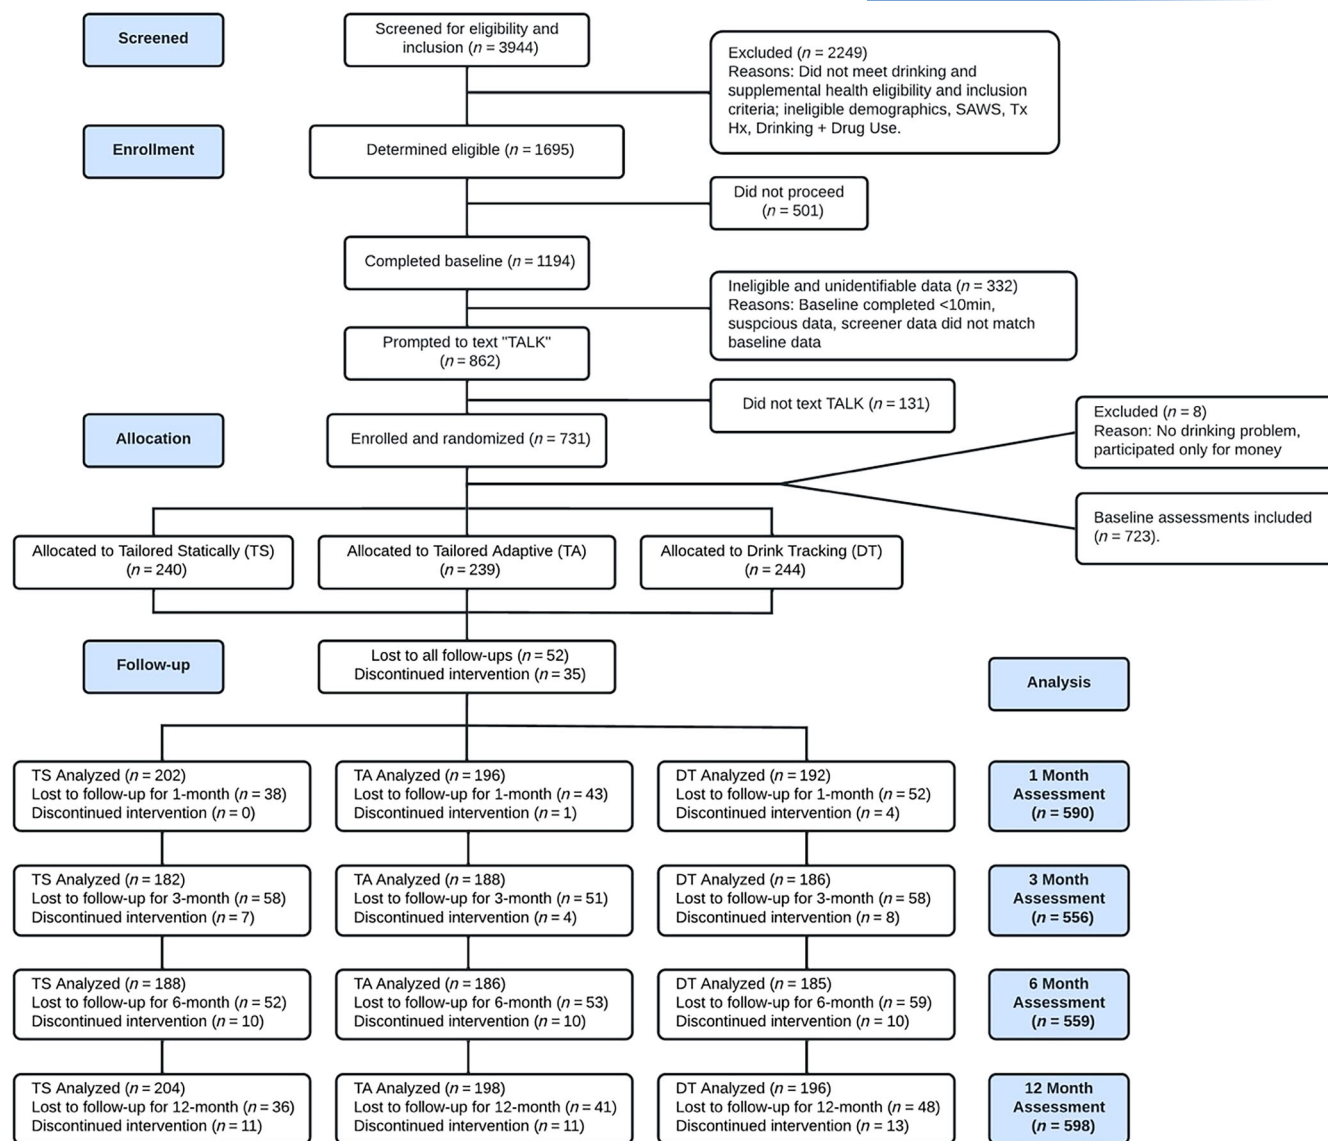 Screened
Screened for eligibility and
inclusion (n = 3944)
Excluded (n = 2249)
Reasons: Did not meet drinking and
supplemental health eligibility and inclusion
criteria; ineligible demographics, SAWS, Tx
Hx, Drinking + Drug Use.
Enrollment
Determined eligible (n = 1695)
Did not proceed
(n = 501)
Completed baseline (n = 1194)
Ineligible and unidentifiable data (n = 332)
Reasons: Baseline completed <10min,
suspcious data, screener data did not match
baseline data
Prompted to text "TALK"
(n = 862)
Did not text TALK (n = 131)
Allocation
Enrolled and randomized (n = 731)
Excluded (n = 8)
Reason: No drinking problem,
participated only for money
Baseline assessments included
(n = 723).
Allocated to Tailored Statically (TS)
(n = 240)
Allocated to Tailored Adaptive (TA)
(n = 239)
Allocated to Drink Tracking (DT)
(n = 244)
Follow-up
Lost to all follow-ups (n = 52)
Discontinued intervention (n = 35)
Analysis
TS Analyzed (n = 202)
Lost to follow-up for 1-month (n = 38)
Discontinued intervention (n = 0)
TA Analyzed (n = 196)
Lost to follow-up for 1-month (n = 43)
Discontinued intervention (n = 1)
DT Analyzed (n = 192)
Lost to follow-up for 1-month (n = 52)
Discontinued intervention (n = 4)
1 Month
Assessment
(n = 590)
TS Analyzed (n = 182)
Lost to follow-up for 3-month (n = 58)
Discontinued intervention (n = 7)
TA Analyzed (n = 188)
Lost to follow-up for 3-month (n = 51)
Discontinued intervention (n = 4)
DT Analyzed (n = 186)
Lost to follow-up for 3-month (n = 58)
Discontinued intervention (n = 8)
3 Month
Assessment
(n = 556)
TS Analyzed (n = 188)
Lost to follow-up for 6-month (n = 52)
Discontinued intervention (n = 10)
TA Analyzed (n = 186)
Lost to follow-up for 6-month (n = 53)
Discontinued intervention (n = 10)
DT Analyzed (n = 185)
Lost to follow-up for 6-month (n = 59)
Discontinued intervention (n = 10)
6 Month
Assessment
(n = 559)
TS Analyzed (n = 204)
Lost to follow-up for 12-month (n = 36)
Discontinued intervention (n = 11)
TA Analyzed (n = 198)
Lost to follow-up for 12-month (n = 41)
Discontinued intervention (n = 11)
DT Analyzed (n = 196)
Lost to follow-up for 12-month (n = 48)
Discontinued intervention (n = 13)
12 Month
Assessment
(n = 598)